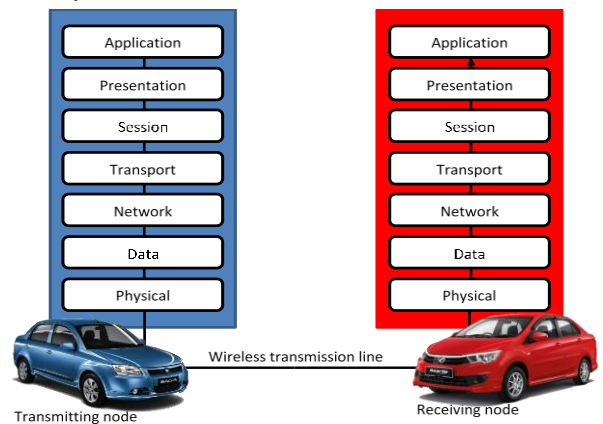 Application
Presentation
Session
Transport
Network
Data
Physical
Application
Presentation
Session
Transport
Network
Data
Physical
Wireless transmission line
Transmitting node
Receiving node